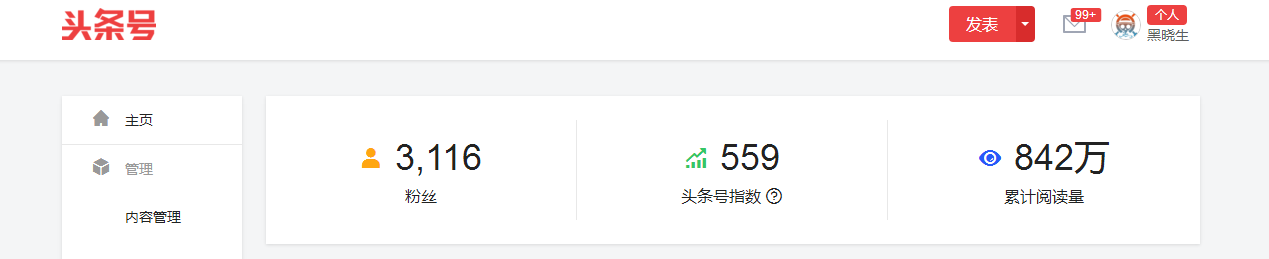 头条号
发表
99+
个人
黑晓生
主页
管理
内容管理
3,116
粉丝
559
头条号指数
842万
累计阅读量